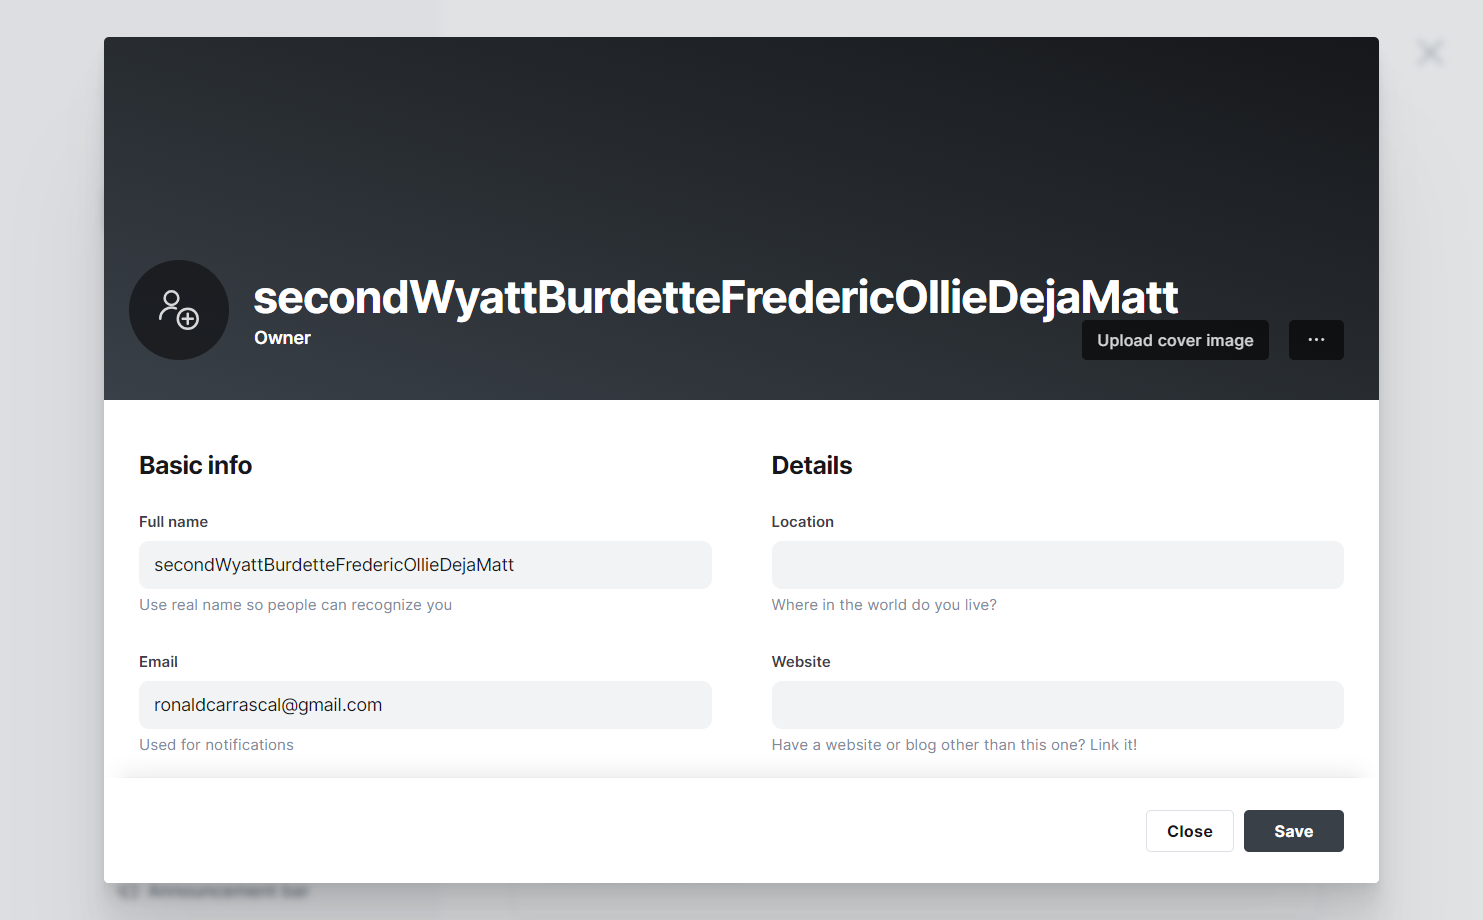 secondWyattBurdetteFredericOllieDejaMatt
Owner
Upload cover image
...
Basic info
Full name
secondWyattBurdetteFredericOllieDejaMatt
Use real name so people can recognize you
Email
ronaldcarrascal@gmail.com
Used for notifications
Details
Location
Where in the world do you live?
Website
Have a website or blog other than this one? Link it!
Close
Save
Announcement bar